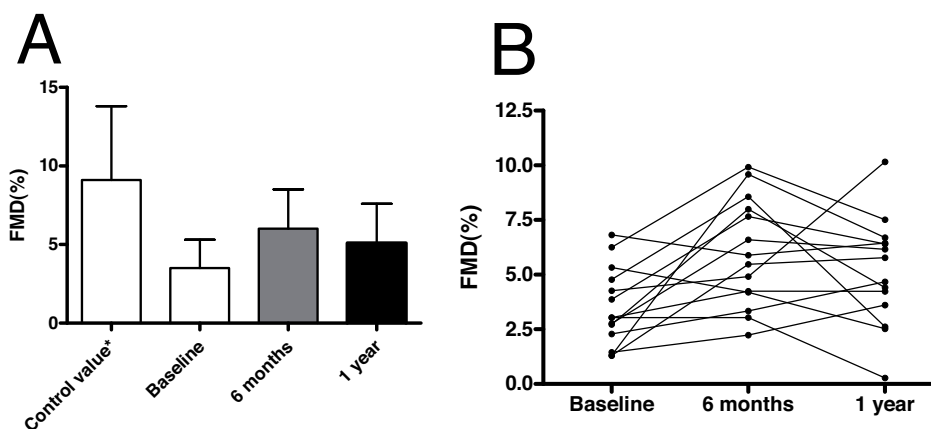 A
FMD(%)
15
10
5
0
Control value*
Baseline
6 months
1 year
B
FMD(%)
12.5
10.0
7.5
5.0
2.5
0.0
Baseline
6 months
1 year